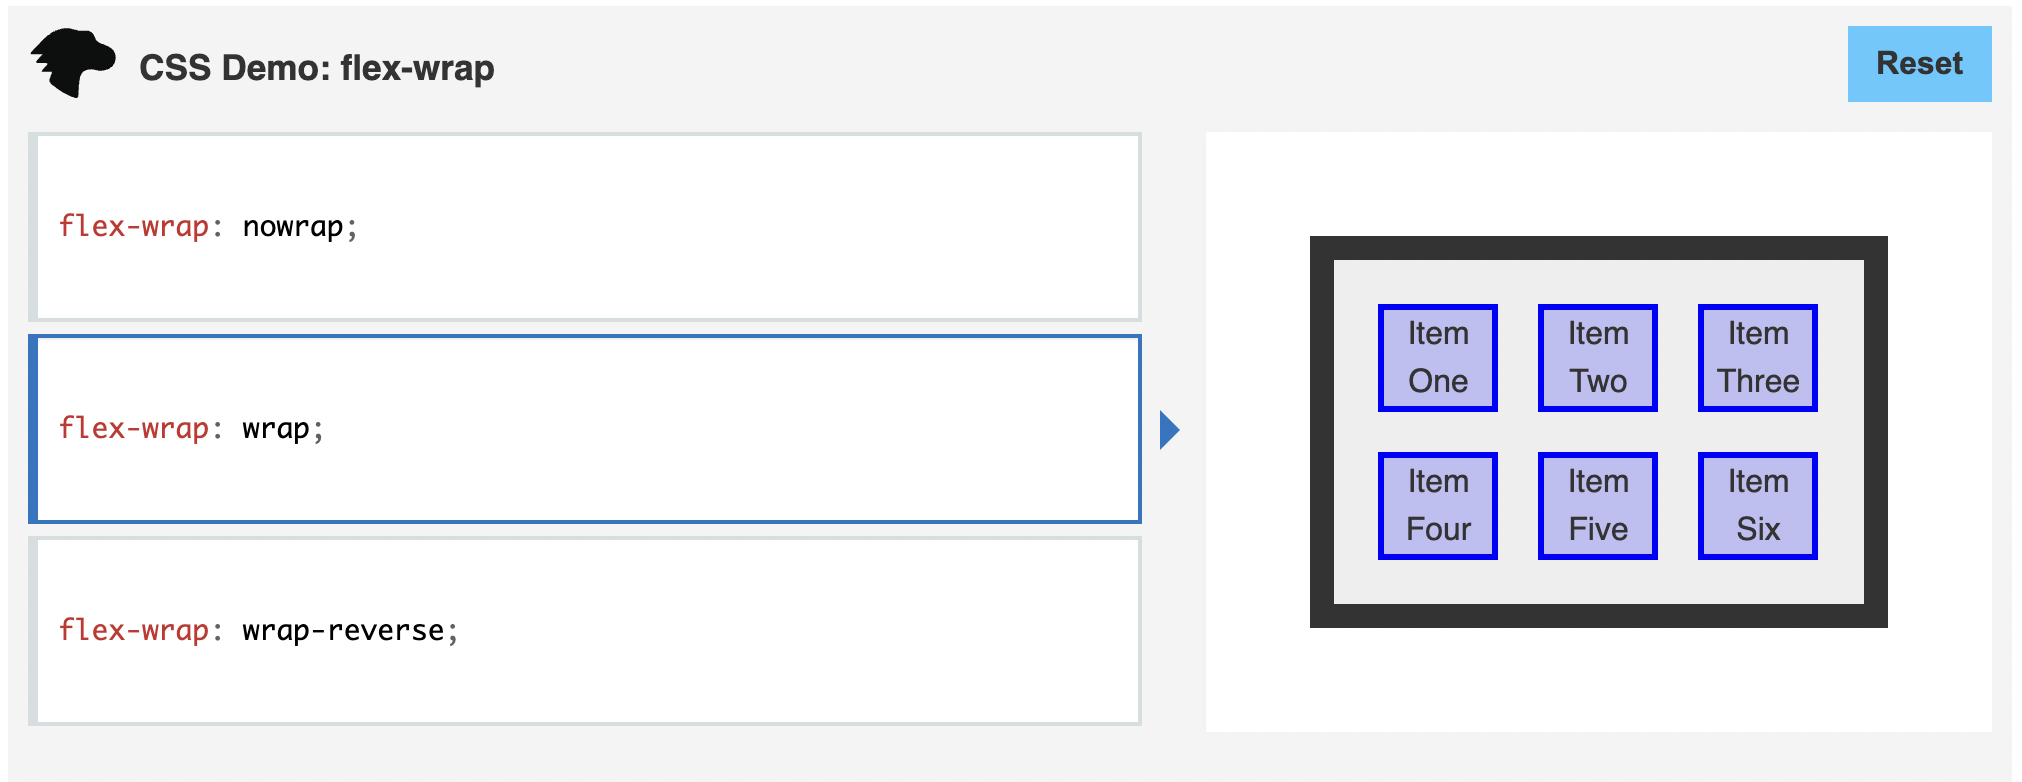 CSS Demo: flex-wrap
Reset
flex-wrap: nowrap;
flex-wrap: wrap;
flex-wrap: wrap-reverse;
Item
One
Item
Two
Item
Three
Item
Four
Item
Five
Item
Six